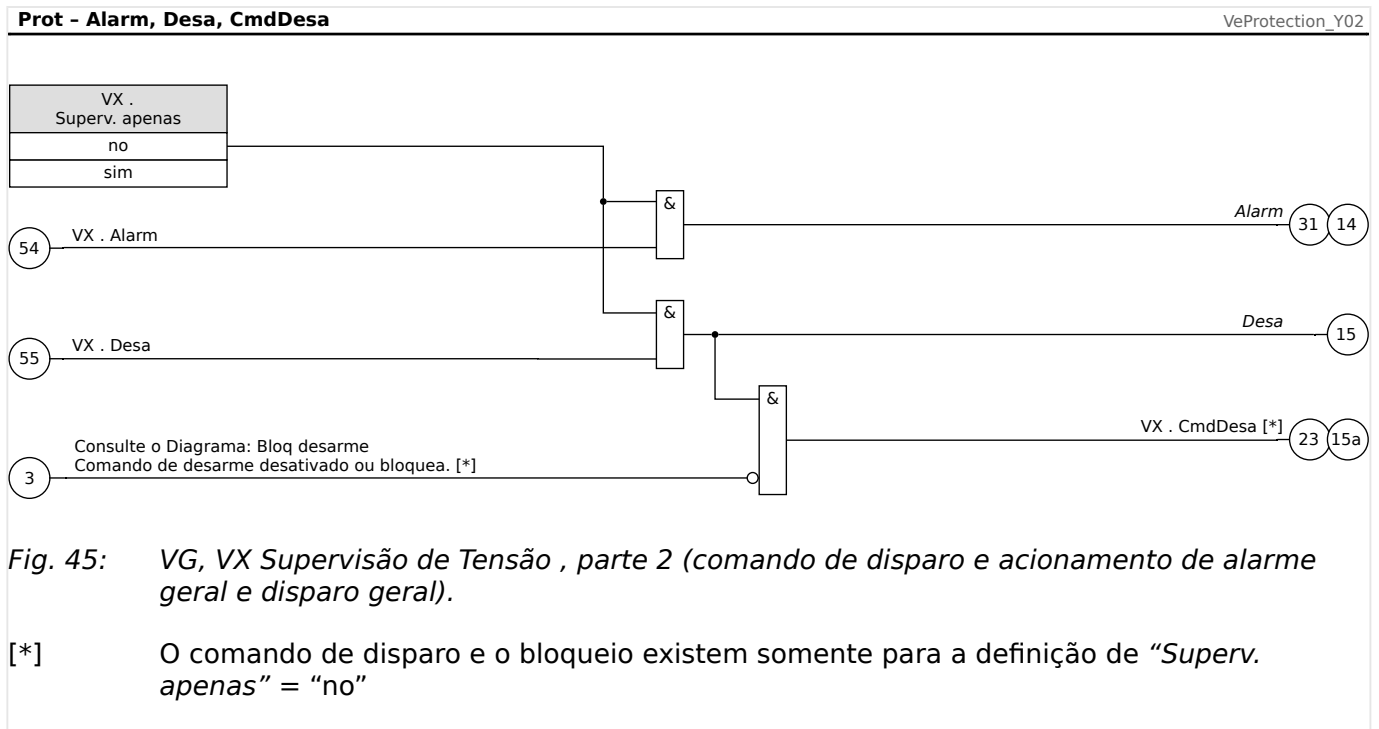 Prot – Alarm, Desa, CmdDesa
VeProtection_Y02
VX .
Superv. apenas
no
sim
&
Alarm
31
14
54
VX . Alarm
&
Desa
15
55
VX . Desa
&
VX . CmdDesa [*]
23
15a
Consulte o Diagrama: Bloq desarme
Comando de desarme desativado ou bloquea. [*]
3
Fig. 45: VG, VX Supervisão de Tensão , parte 2 (comando de disparo e acionamento de alarme
geral e disparo geral).
[*] O comando de disparo e o bloqueio existem somente para a definição de “Superv.
apenas” = “no”